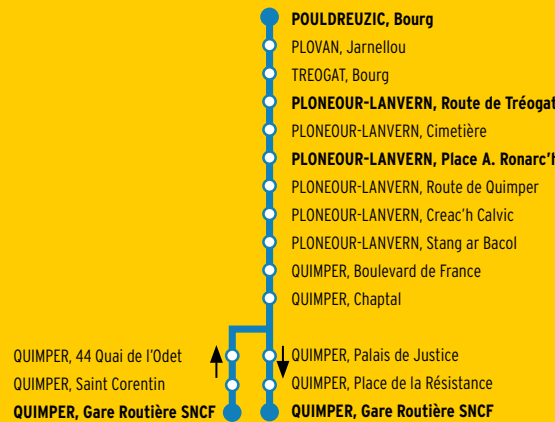 POULDREUZIC, Bourg
PLOVAN, Jarnellou
TREOGAT, Bourg
PLONEOUR-LANVERN, Route de Tréogat
PLONEOUR-LANVERN, Cimetière
PLONEOUR-LANVERN, Place A. Ronarc'h
PLONEOUR-LANVERN, Route de Quimper
PLONEOUR-LANVERN, Creac'h Calvic
PLONEOUR-LANVERN, Stang ar Bacol
QUIMPER, Boulevard de France
QUIMPER, Chaptal
QUIMPER, 44 Quai de l'Odet
QUIMPER, Palais de Justice
QUIMPER, Saint Corentin
QUIMPER, Place de la Résistance
QUIMPER, Gare Routière SNCF
QUIMPER, Gare Routière SNCF